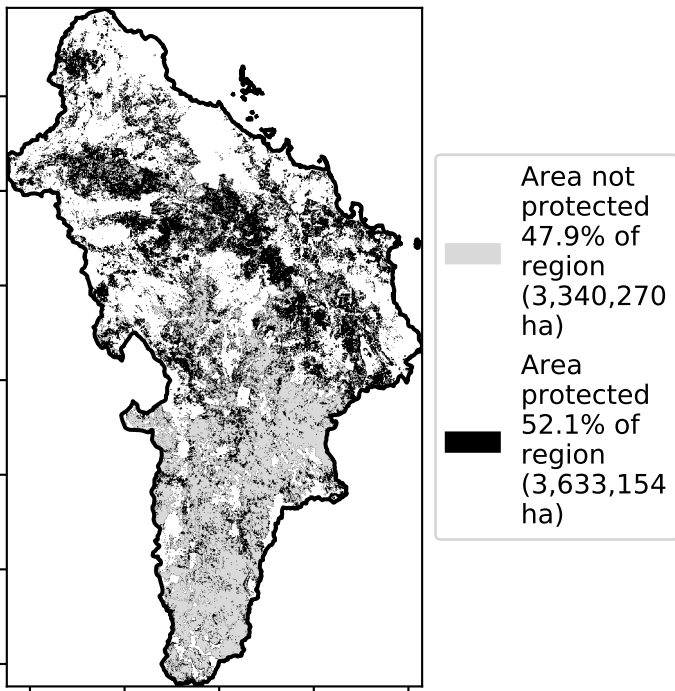 Area not
protected
47.9% of
region
(3,340,270
ha)
Area
protected
52.1% of
region
(3,633,154
ha)